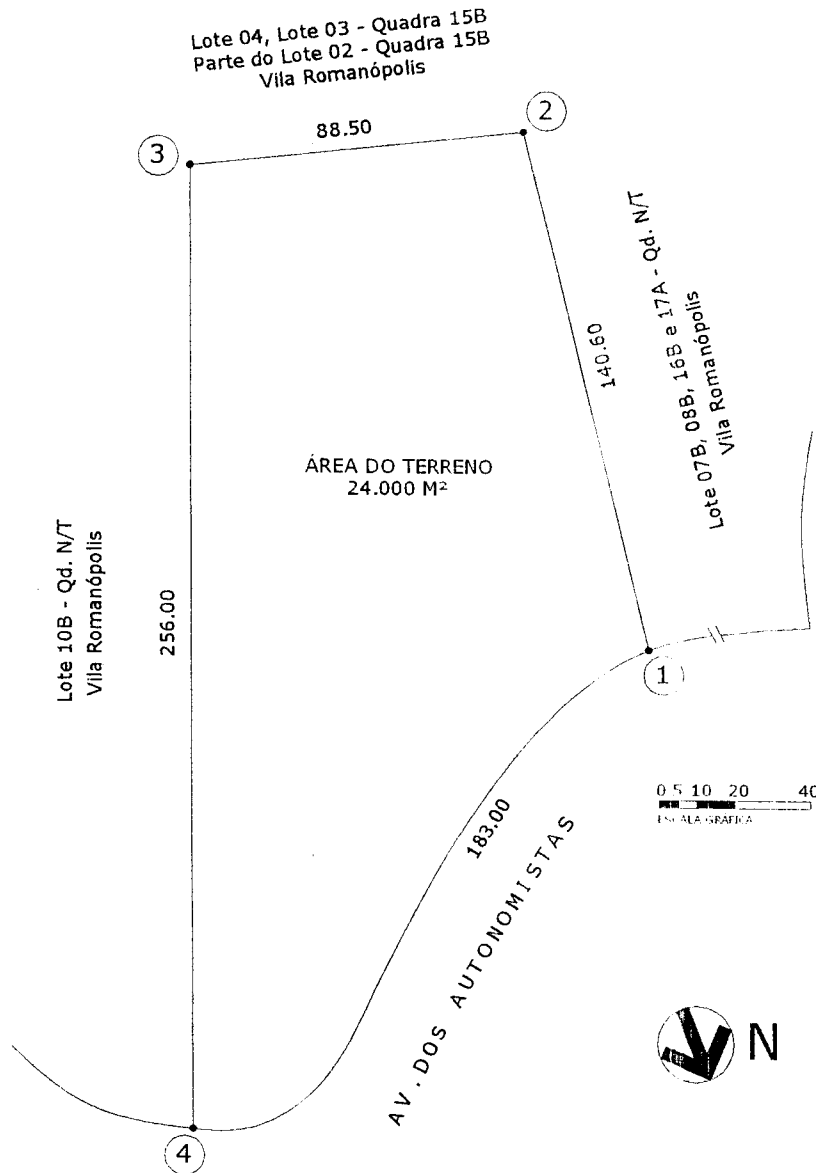 Lote 04, Lote 03 - Quadra 15B
Parte do Lote 02 - Quadra 15B
Vila Romanópolis
88.50
2
3
140.60
Lote 07B, 08B, 16B e 17A - Qd. N/T
Vila Romanópolis
ÁREA DO TERRENO
24.000 M²
Lote 10B - Qd. N/T
Vila Romanópolis
256.00
1
183.00
AV. DOS AUTONOMISTAS
0 5 10 20 40
ESCALA GRÁFICA
N
4